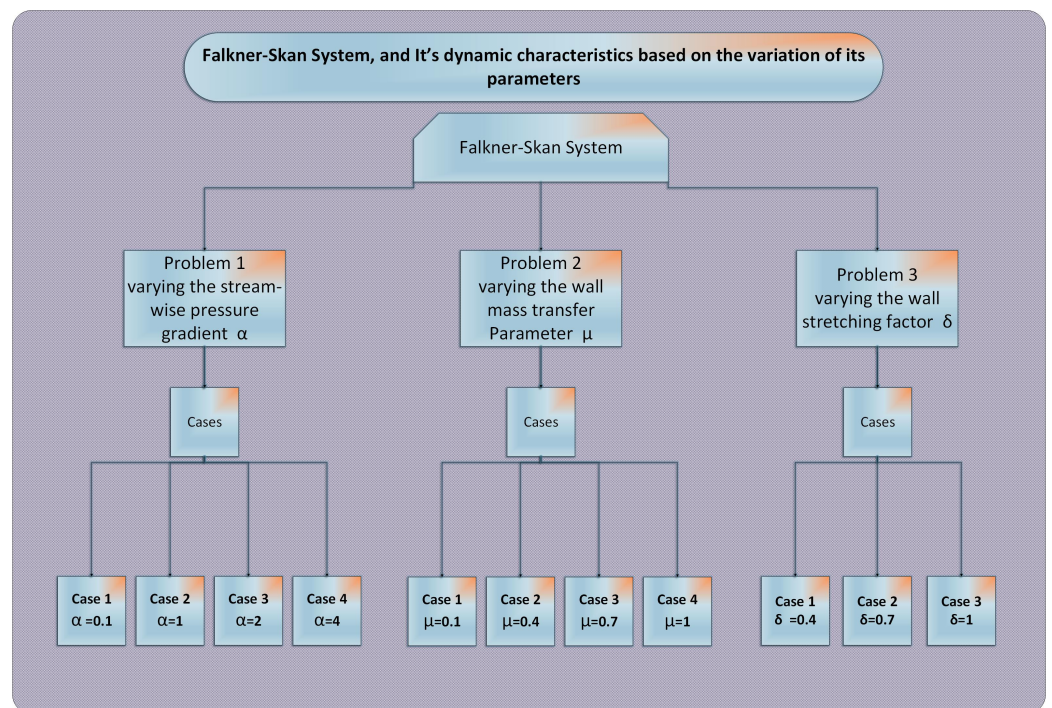 Falkner-Skan System, and It’s dynamic characteristics based on the variation of its
parameters
Falkner-Skan System
Problem 1
varying the stream-
wise pressure
gradient α
Problem 2
varying the wall
mass transfer
Parameter μ
Problem 3
varying the wall
stretching factor δ
Cases
Cases
Cases
Case 1
α =0.1
Case 2
α=1
Case 3
α=2
Case 4
α=4
Case 1
μ=0.1
Case 2
μ=0.4
Case 3
μ=0.7
Case 4
μ=1
Case 1
δ =0.4
Case 2
δ=0.7
Case 3
δ=1